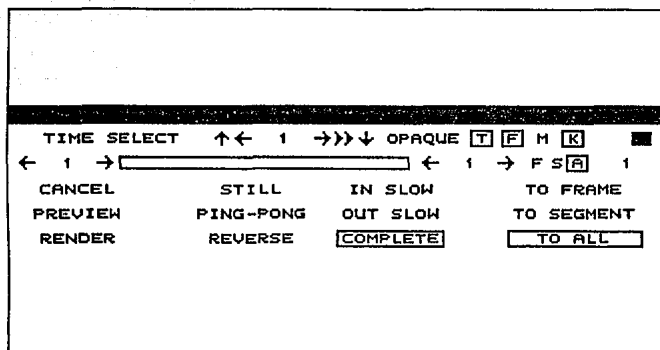 TIME SELECT ↑← 1 →>>↓ OPAQUE T F M K
← 1 → ← 1 → F S A 1
CANCEL STILL IN SLOW TO FRAME
PREVIEW PING-PONG OUT SLOW TO SEGMENT
RENDER REVERSE COMPLETE TO ALL